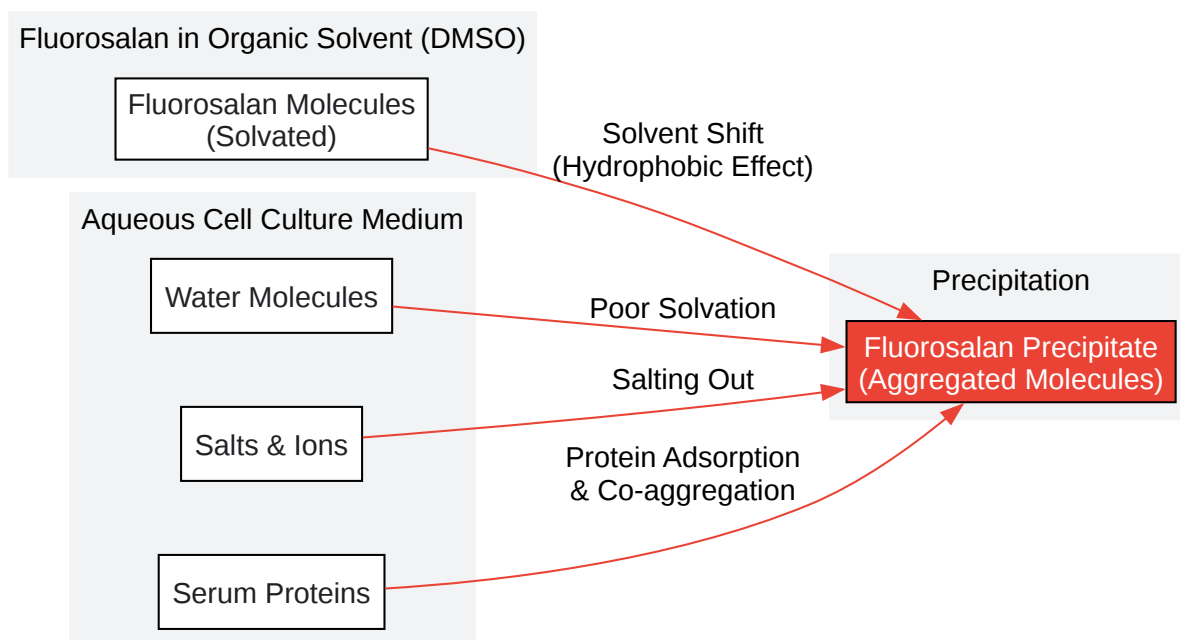 Fluorosalan in Organic Solvent (DMSO)
Fluorosalan Molecules
(Solvated)
Solvent Shift
(Hydrophobic Effect)
Aqueous Cell Culture Medium
Water Molecules
Poor Solvation
Precipitation
Fluorosalan Precipitate
(Aggregated Molecules)
Salting Out
Salts & Ions
Protein Adsorption
& Co-aggregation
Serum Proteins